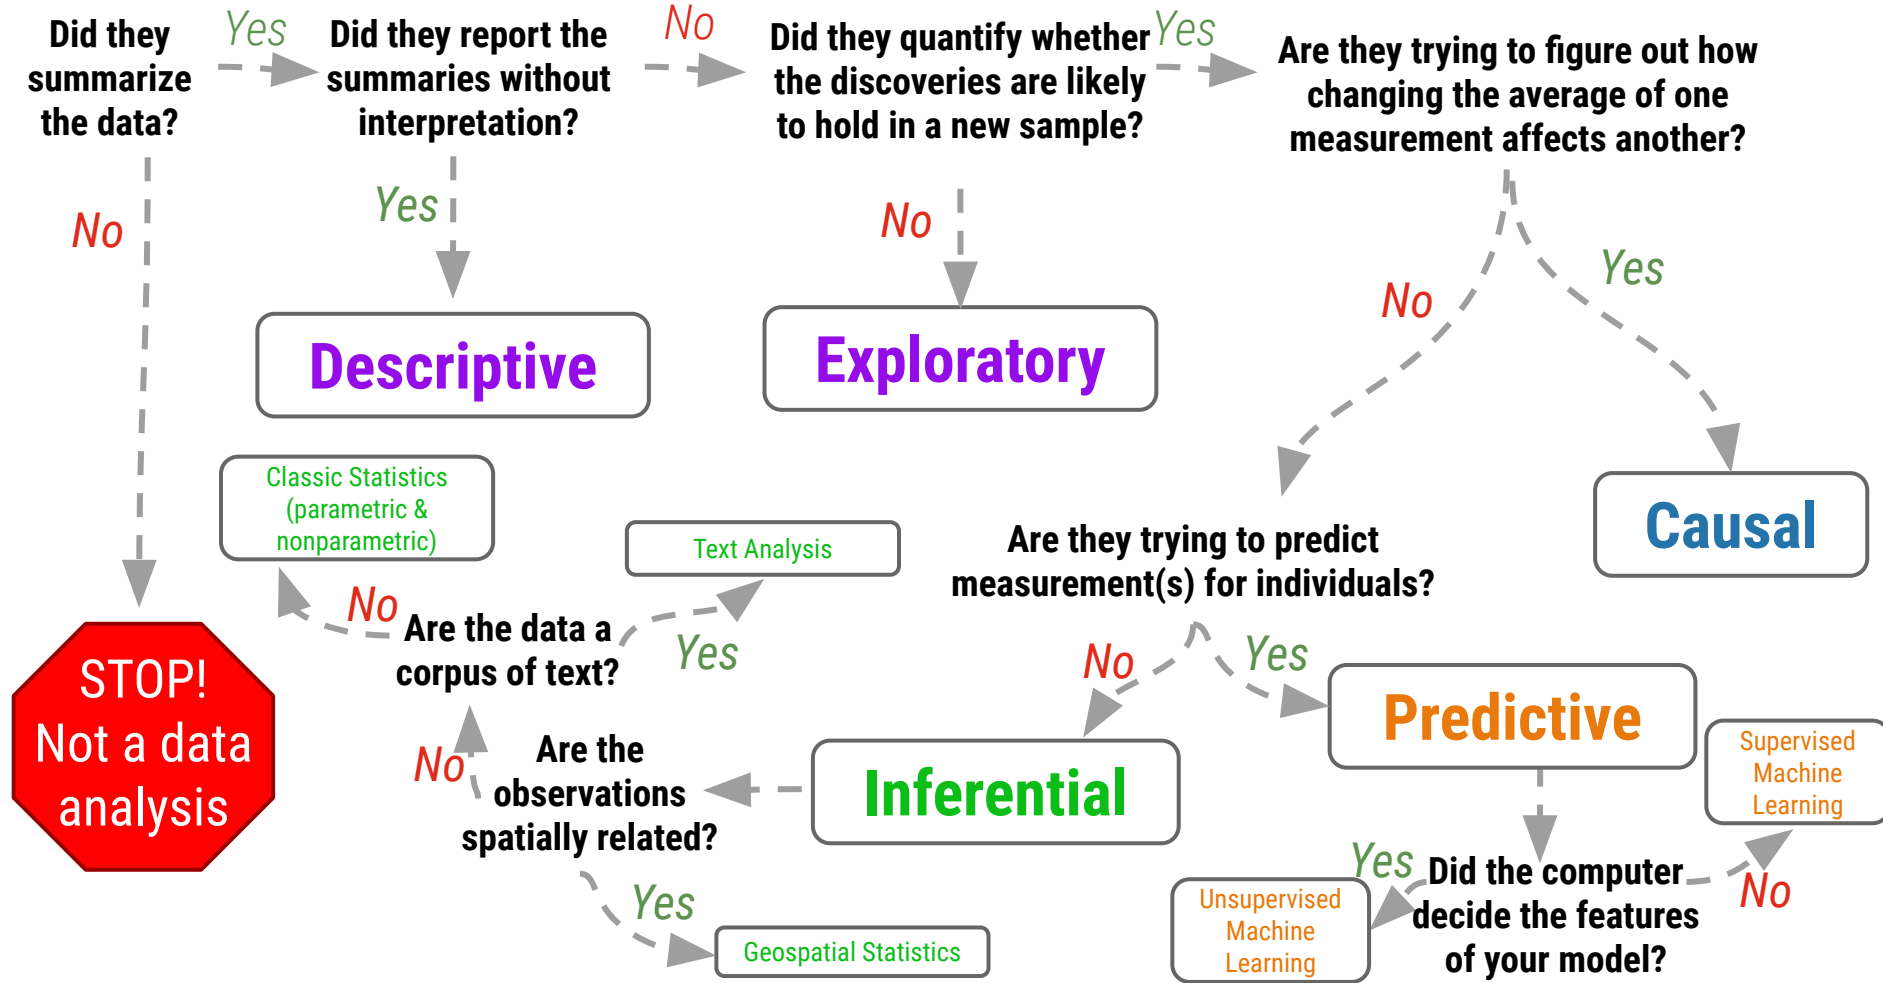 Did they
summarize
the data?
Yes
Did they report the
summaries without
interpretation?
No
Did they quantify whether
the discoveries are likely
to hold in a new sample?
Yes
Are they trying to figure out how
changing the average of one
measurement affects another?
No
Yes
No
No
Yes
Descriptive
Exploratory
Causal
Classic Statistics
(parametric &
nonparametric)
Text Analysis
Are they trying to predict
measurement(s) for individuals?
No
Are the data a
corpus of text?
Yes
No
Yes
STOP!
Not a data
analysis
Predictive
Are the
observations
spatially related?
No
Inferential
Supervised
Machine
Learning
Yes
Geospatial Statistics
Yes
Did the computer
decide the features
of your model?
No
Unsupervised
Machine
Learning